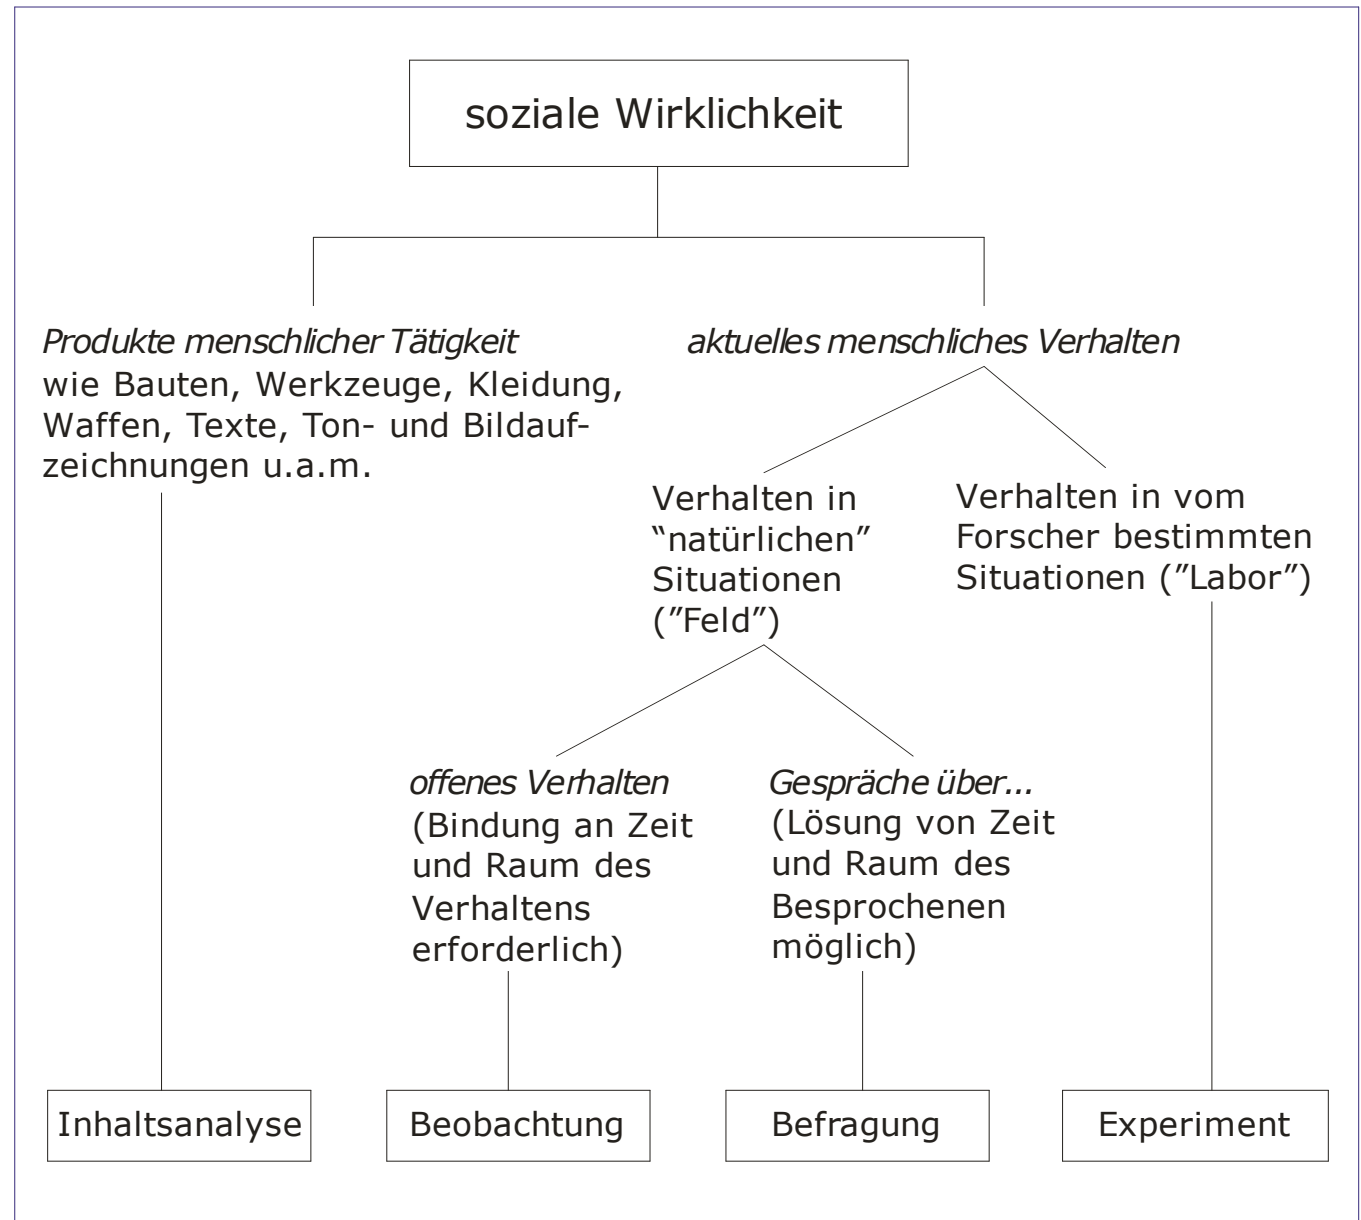 soziale Wirklichkeit
Produkte menschlicher Tätigkeit
wie Bauten, Werkzeuge, Kleidung,
Waffen, Texte, Ton- und Bildauf-
zeichnungen u.a.m.
aktuelles menschliches Verhalten
Verhalten in
“natürlichen”
Situationen
(”Feld”)
Verhalten in vom
Forscher bestimmten
Situationen (”Labor”)
offenes Verhalten
(Bindung an Zeit
und Raum des
Verhaltens
erforderlich)
Gespräche über...
(Lösung von Zeit
und Raum des
Besprochenen
möglich)
Inhaltsanalyse
Beobachtung
Befragung
Experiment